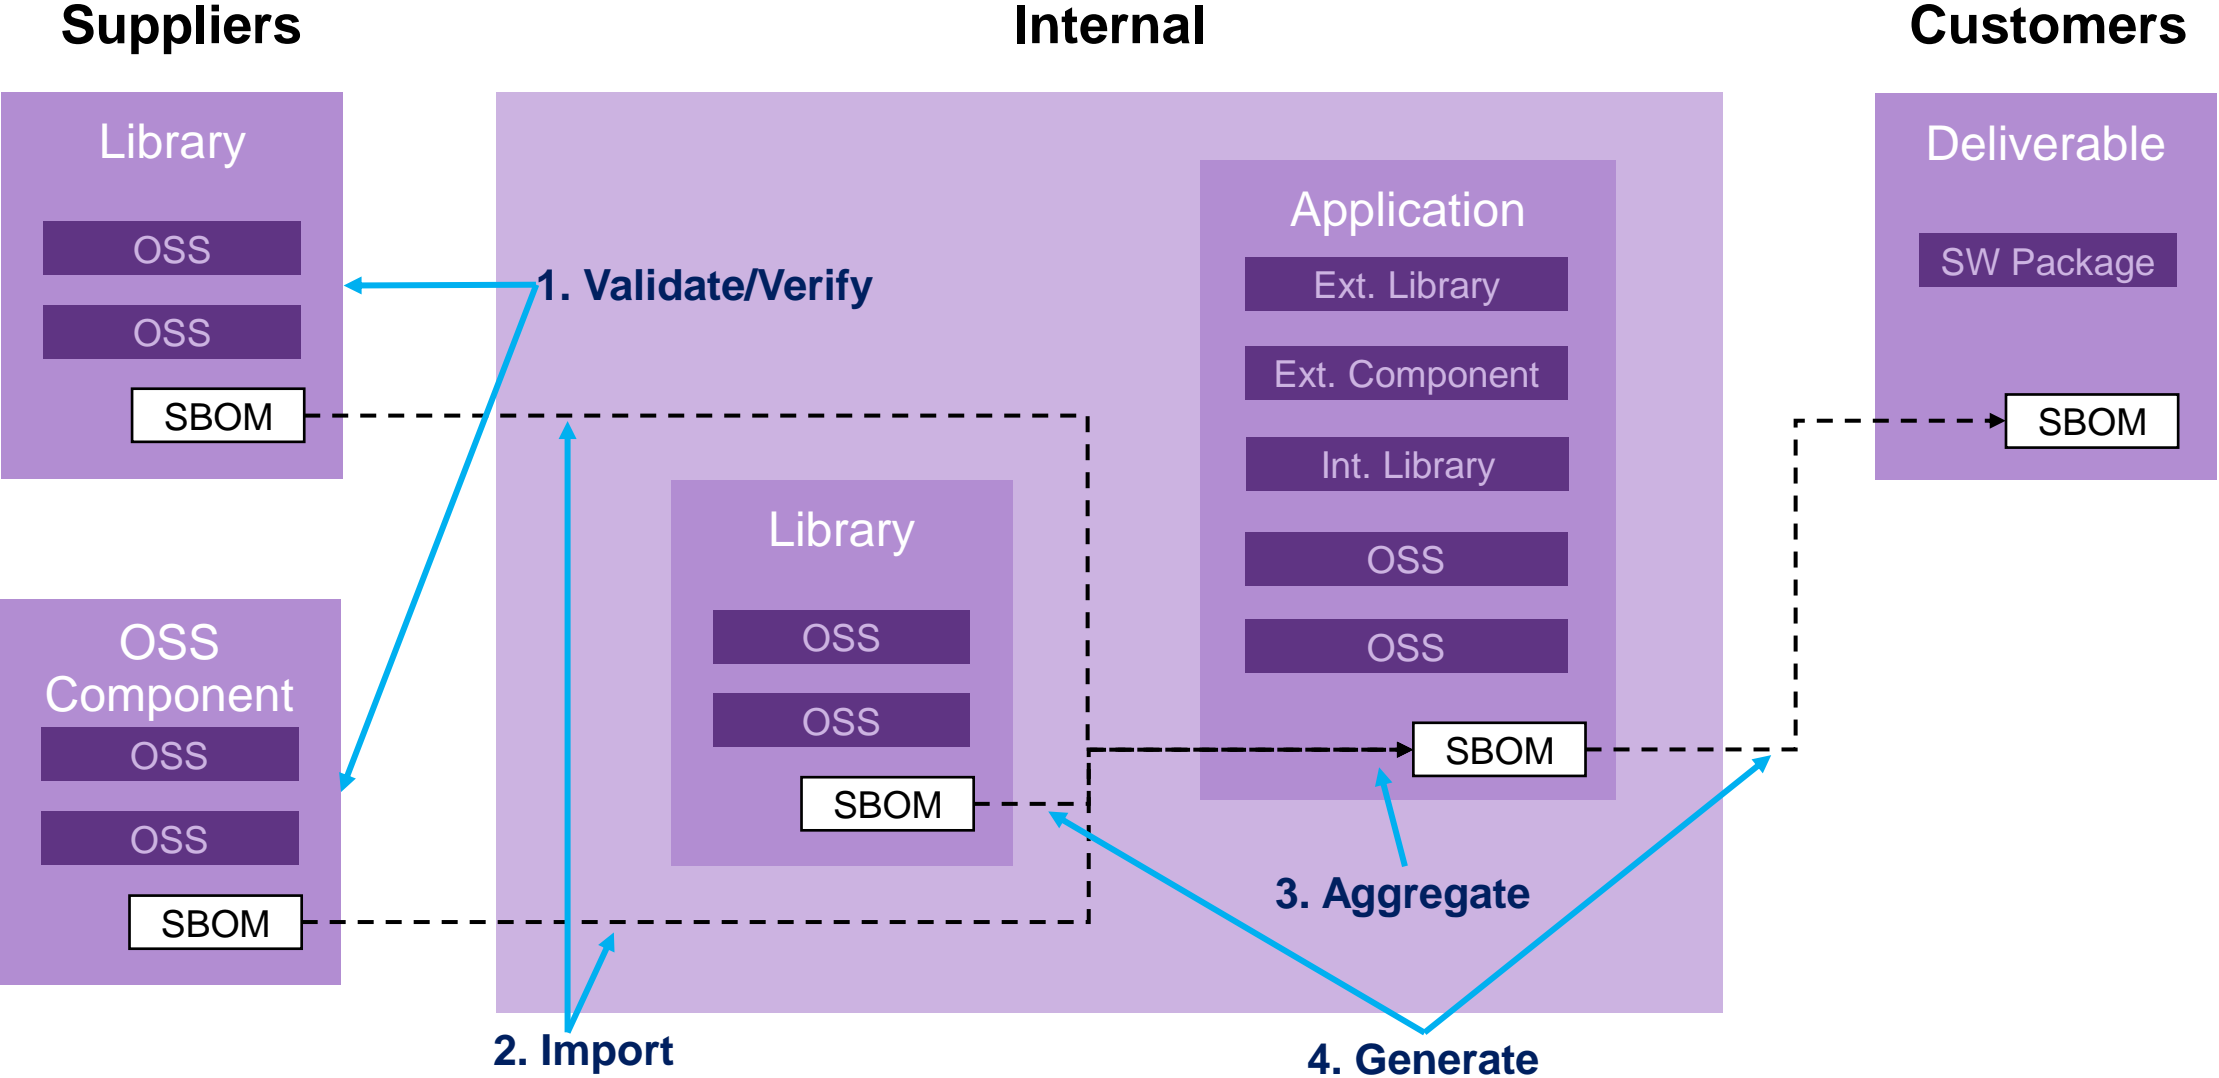 Suppliers
Internal
Customers
Library
OSS
OSS
SBOM
OSS
Component
OSS
OSS
SBOM
1. Validate/Verify
Library
OSS
OSS
SBOM
2. Import
Application
Ext. Library
Ext. Component
Int. Library
OSS
OSS
SBOM
3. Aggregate
4. Generate
Deliverable
SW Package
SBOM